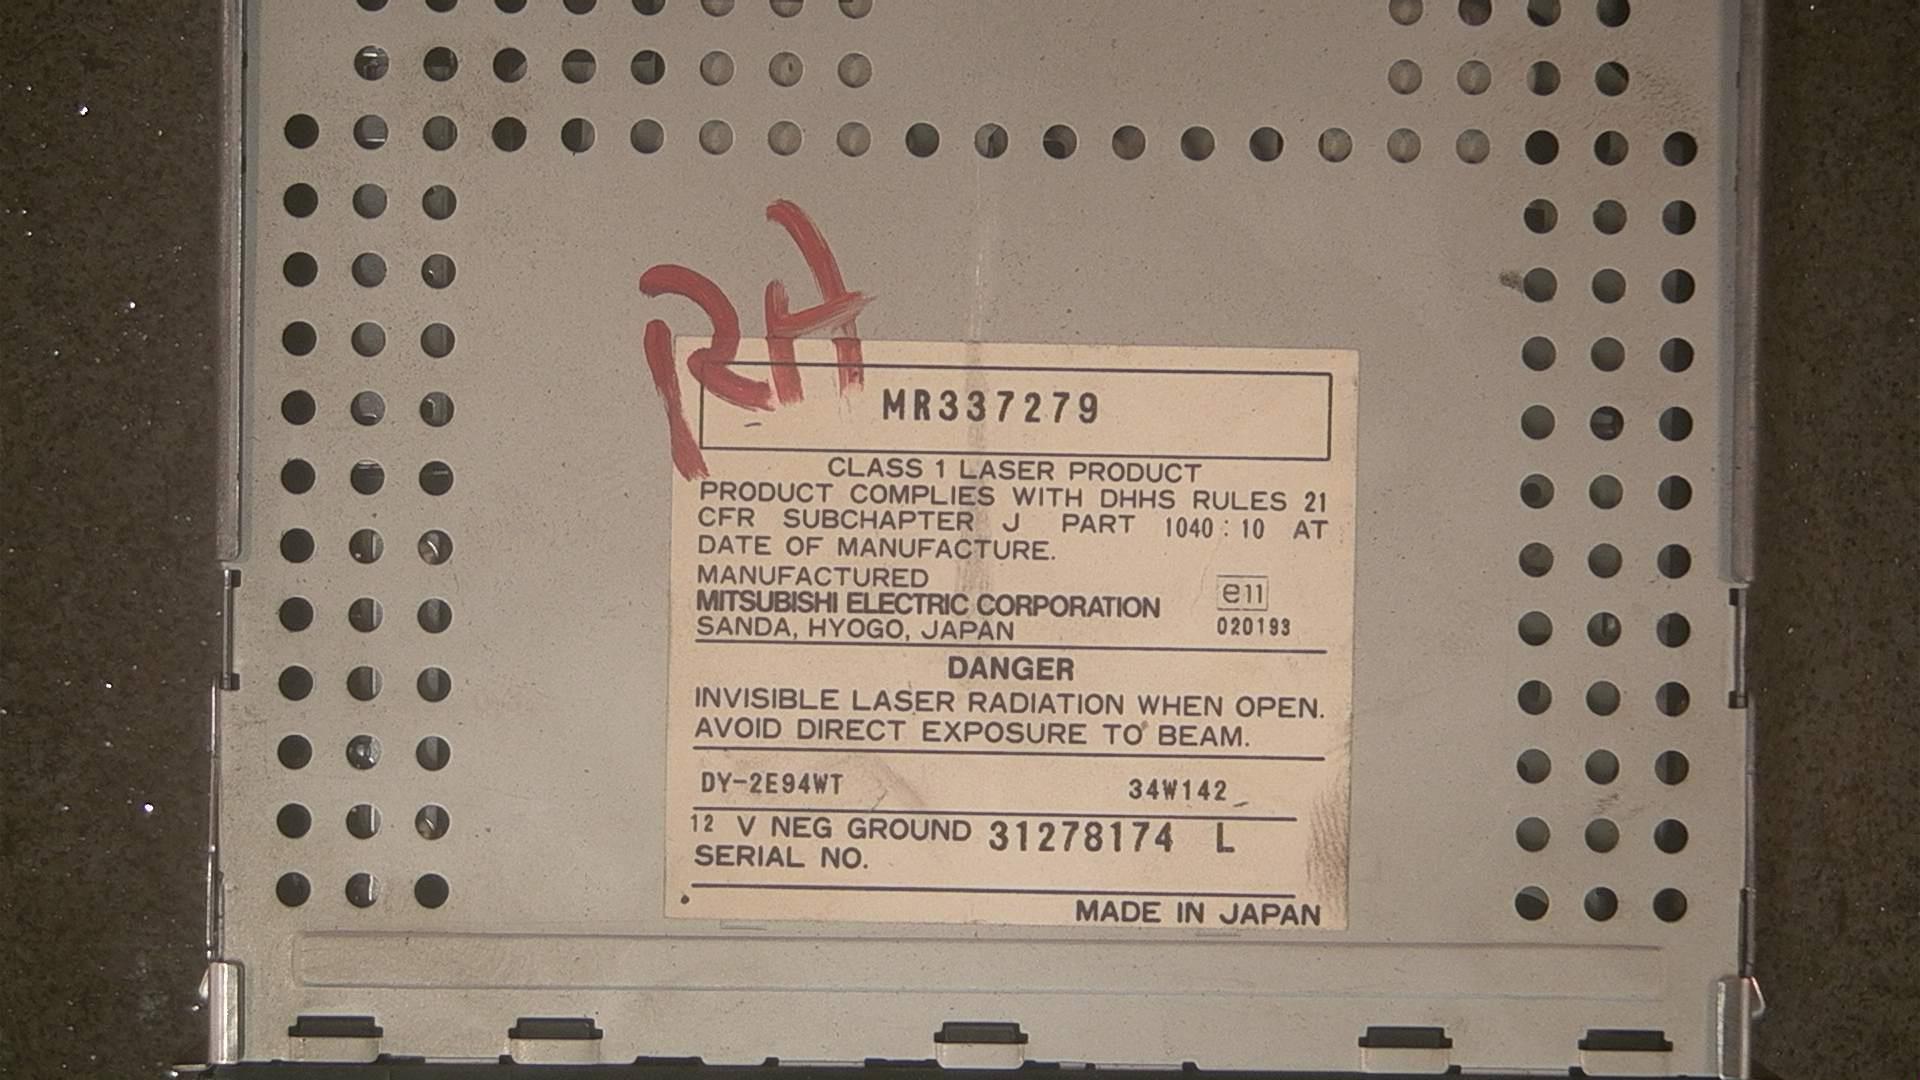 RH
MR337279
CLASS 1 LASER PRODUCT
PRODUCT COMPLIES WITH DHHS RULES 21
CFR SUBCHAPTER J PART 1040:10 AT
DATE OF MANUFACTURE.
MANUFACTURED
MITSUBISHI ELECTRIC CORPORATION
SANDA, HYOGO, JAPAN
e11
020193
DANGER
INVISIBLE LASER RADIATION WHEN OPEN.
AVOID DIRECT EXPOSURE TO BEAM.
DY-2E94WT 34W142
12 V NEG GROUND 31278174 L
SERIAL NO.
MADE IN JAPAN